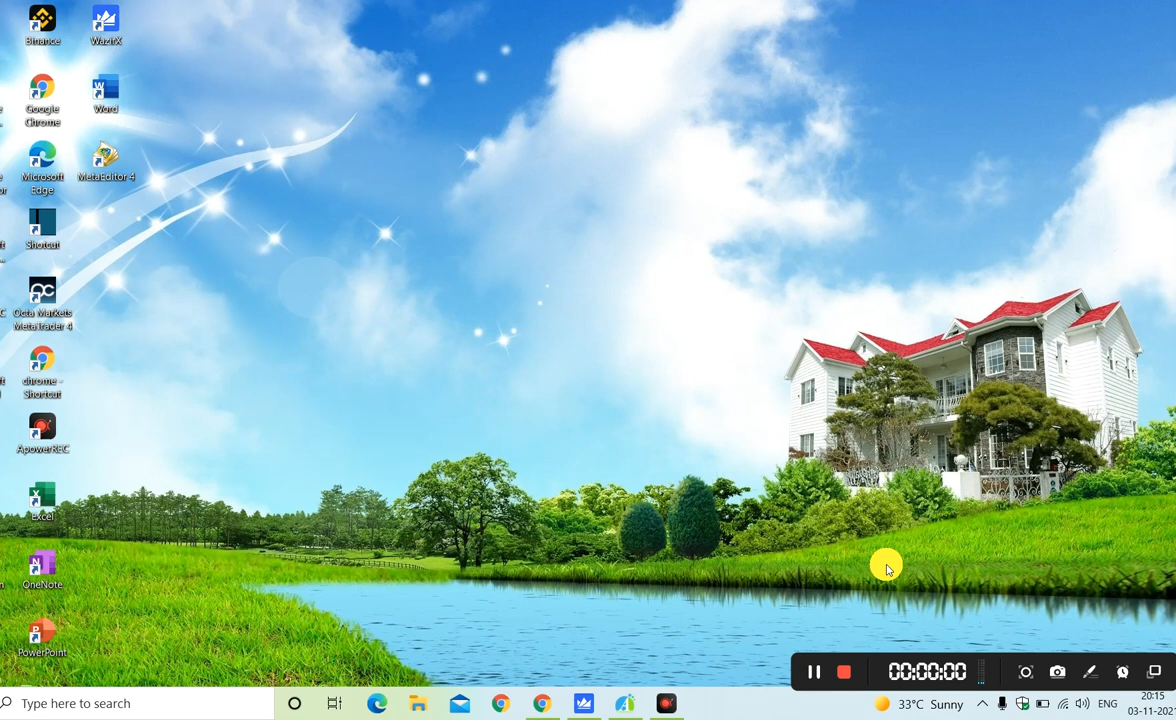 Binance
WazirX
Google
Chrome
Word
Microsoft
Edge
MetaEditor 4
Shotcut
Octa Markets
MetaTrader 4
chrome -
Shortcut
ApowerREC
Excel
OneNote
PowerPoint
00:00:00
Type here to search
33°C Sunny
ENG
20:15
03-11-202